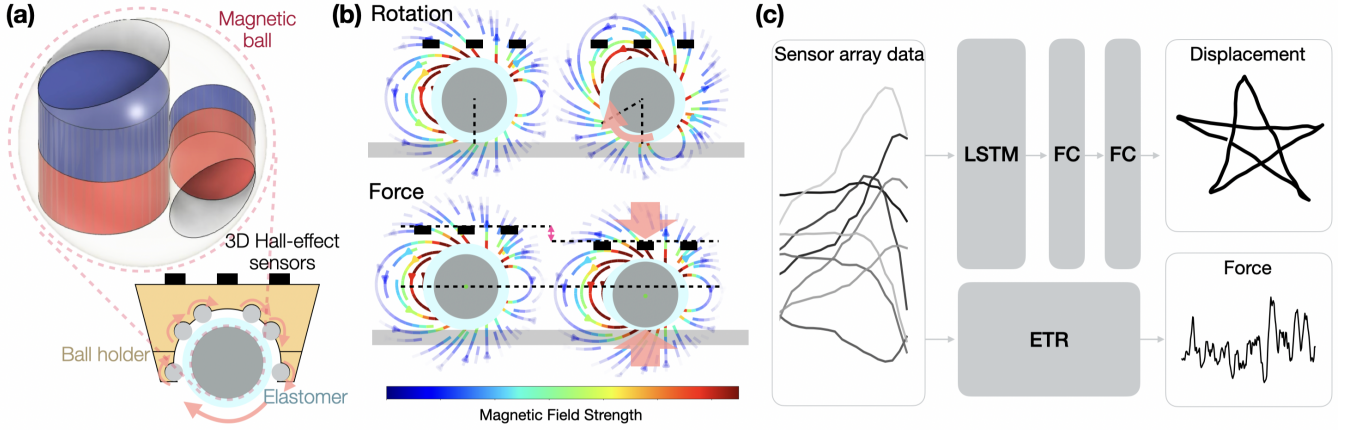 (a)
Magnetic
ball
3D Hall-effect
sensors
Ball holder
Elastomer
(b)
Rotation
Force
Magnetic Field Strength
(c)
Sensor array data
LSTM
FC
FC
ETR
Displacement
Force